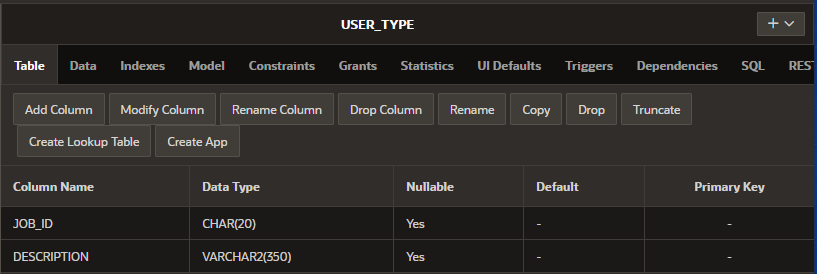 USER_TYPE
+
Table Data Indexes Model Constraints Grants Statistics UI Defaults Triggers Dependencies SQL REST
Add Column Modify Column Rename Column Drop Column Rename Copy Drop Truncate
Create Lookup Table Create App
Column Name Data Type Nullable Default Primary Key
JOB_ID CHAR(20) Yes - -
DESCRIPTION VARCHAR2(350) Yes - -